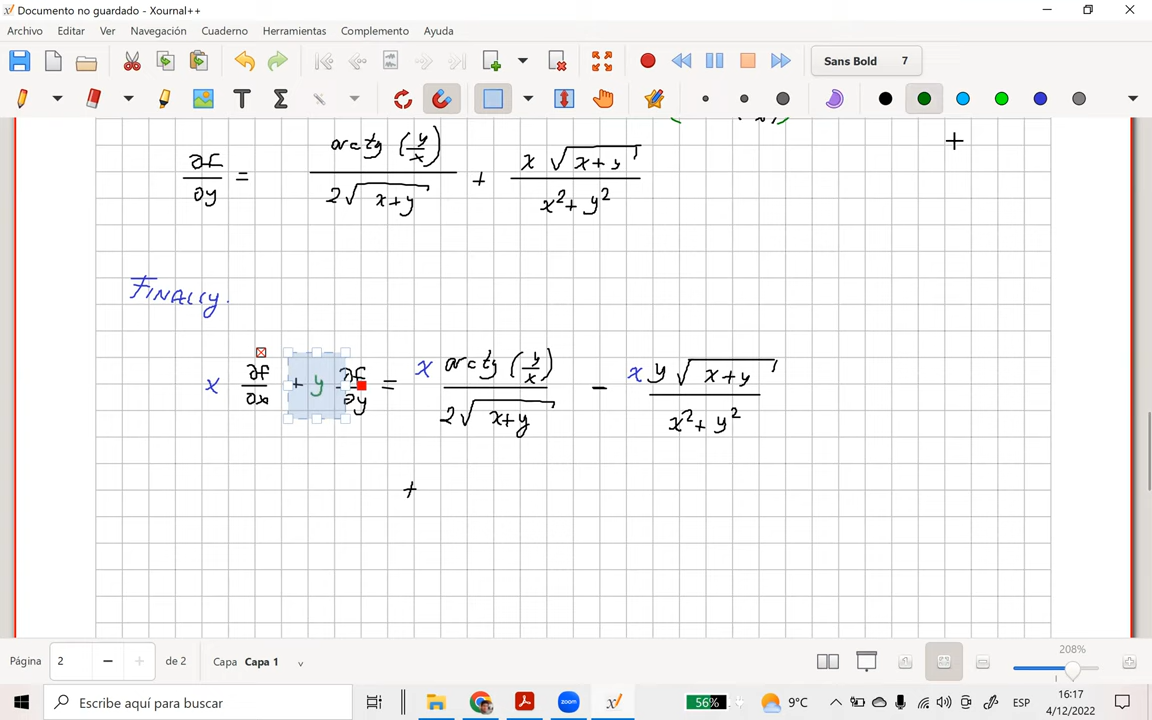 Documento no guardado - Xournal++
Archivo Editar Ver Navegación Cuaderno Herramientas Complemento Ayuda
Sans Bold 7
∂f/∂y = arctg (y/x) / 2√(x+y) + x √(x+y) / x²+y²
+
FINALLY.
x ∂f/∂x + y ∂f/∂y = x arctg (y/x) / 2√(x+y) − xy √(x+y) / x²+y²
+
Página 2 de 2 Capa Capa 1
208%
Escribe aquí para buscar
56%
9°C
ESP
16:17
4/12/2022